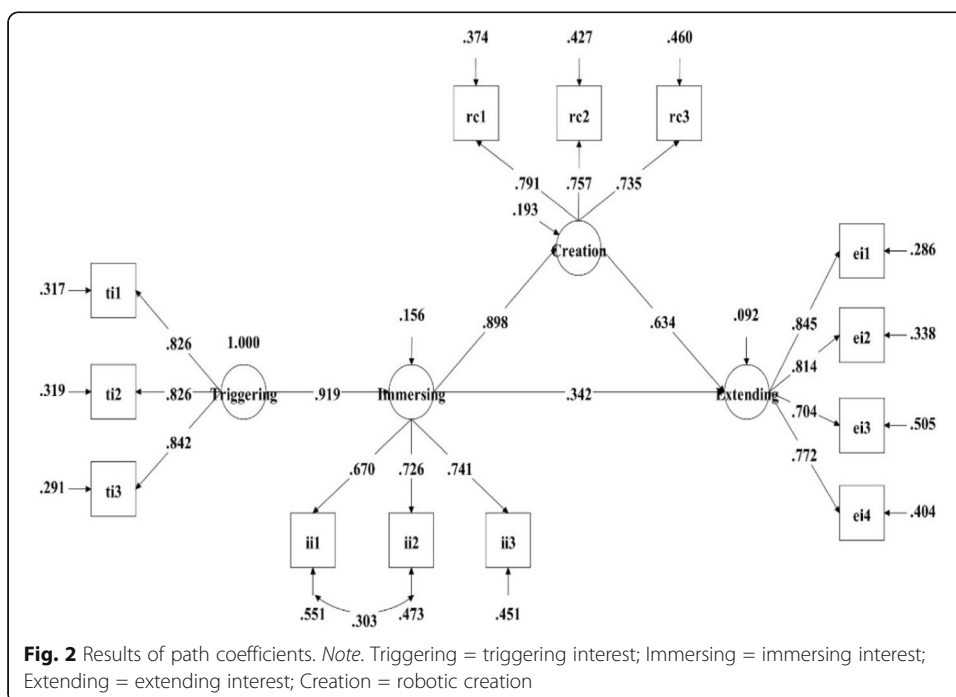 .374 .427 .460
rc1 rc2 rc3
.791 .757 .735
.193
Creation
ei1 .286
.317 ti1
.156
.845
ei2 .338
.826 1.000 .898 .634 .092
.814
.319 ti2 .826 Triggering .919 Immersing .342 Extending
.704
ei3 .505
.842
.670 .726 .741 .772
.291 ti3
ei4 .404
ii1 ii2 ii3
.551 .303 .473 .451
Fig. 2 Results of path coefficients. Note. Triggering = triggering interest; Immersing = immersing interest;
Extending = extending interest; Creation = robotic creation